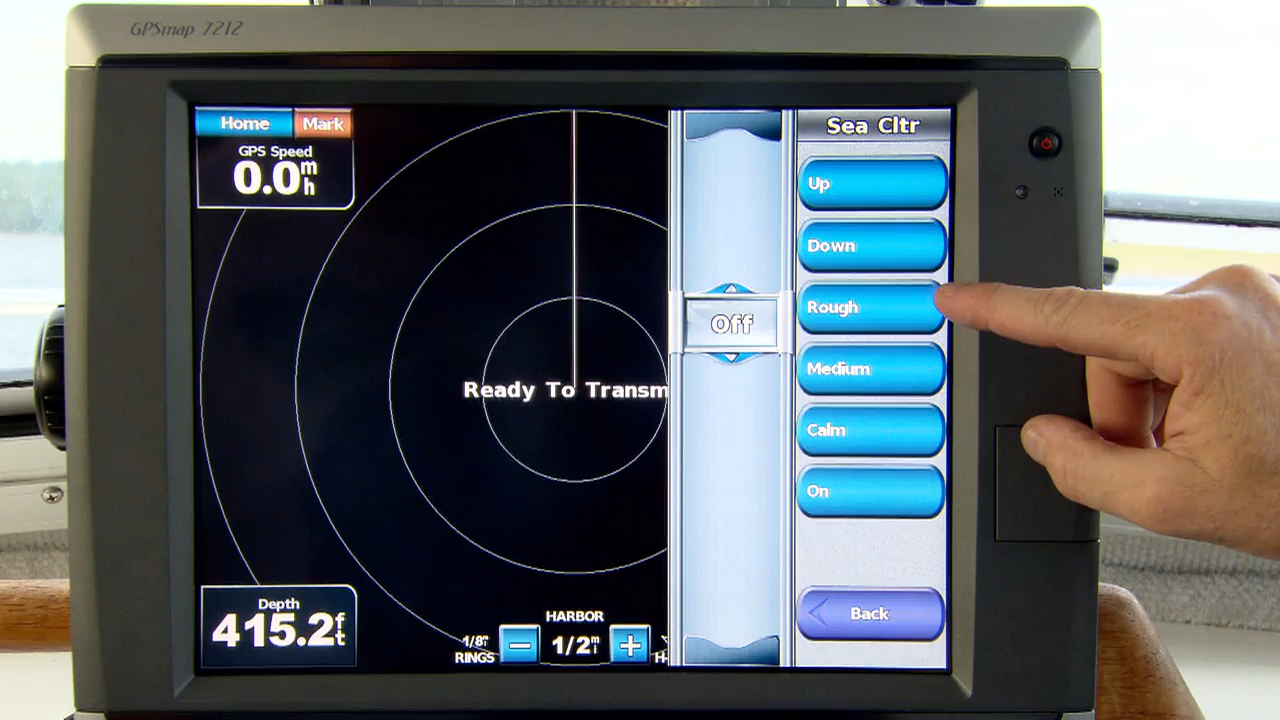 GPSmap 7212
Home
Mark
GPS Speed
0.0mh
Depth
415.2ft
Ready To Transm
HARBOR
1/8mi
RINGS
1/2mi
Off
Sea Cltr
Up
Down
Rough
Medium
Calm
On
Back